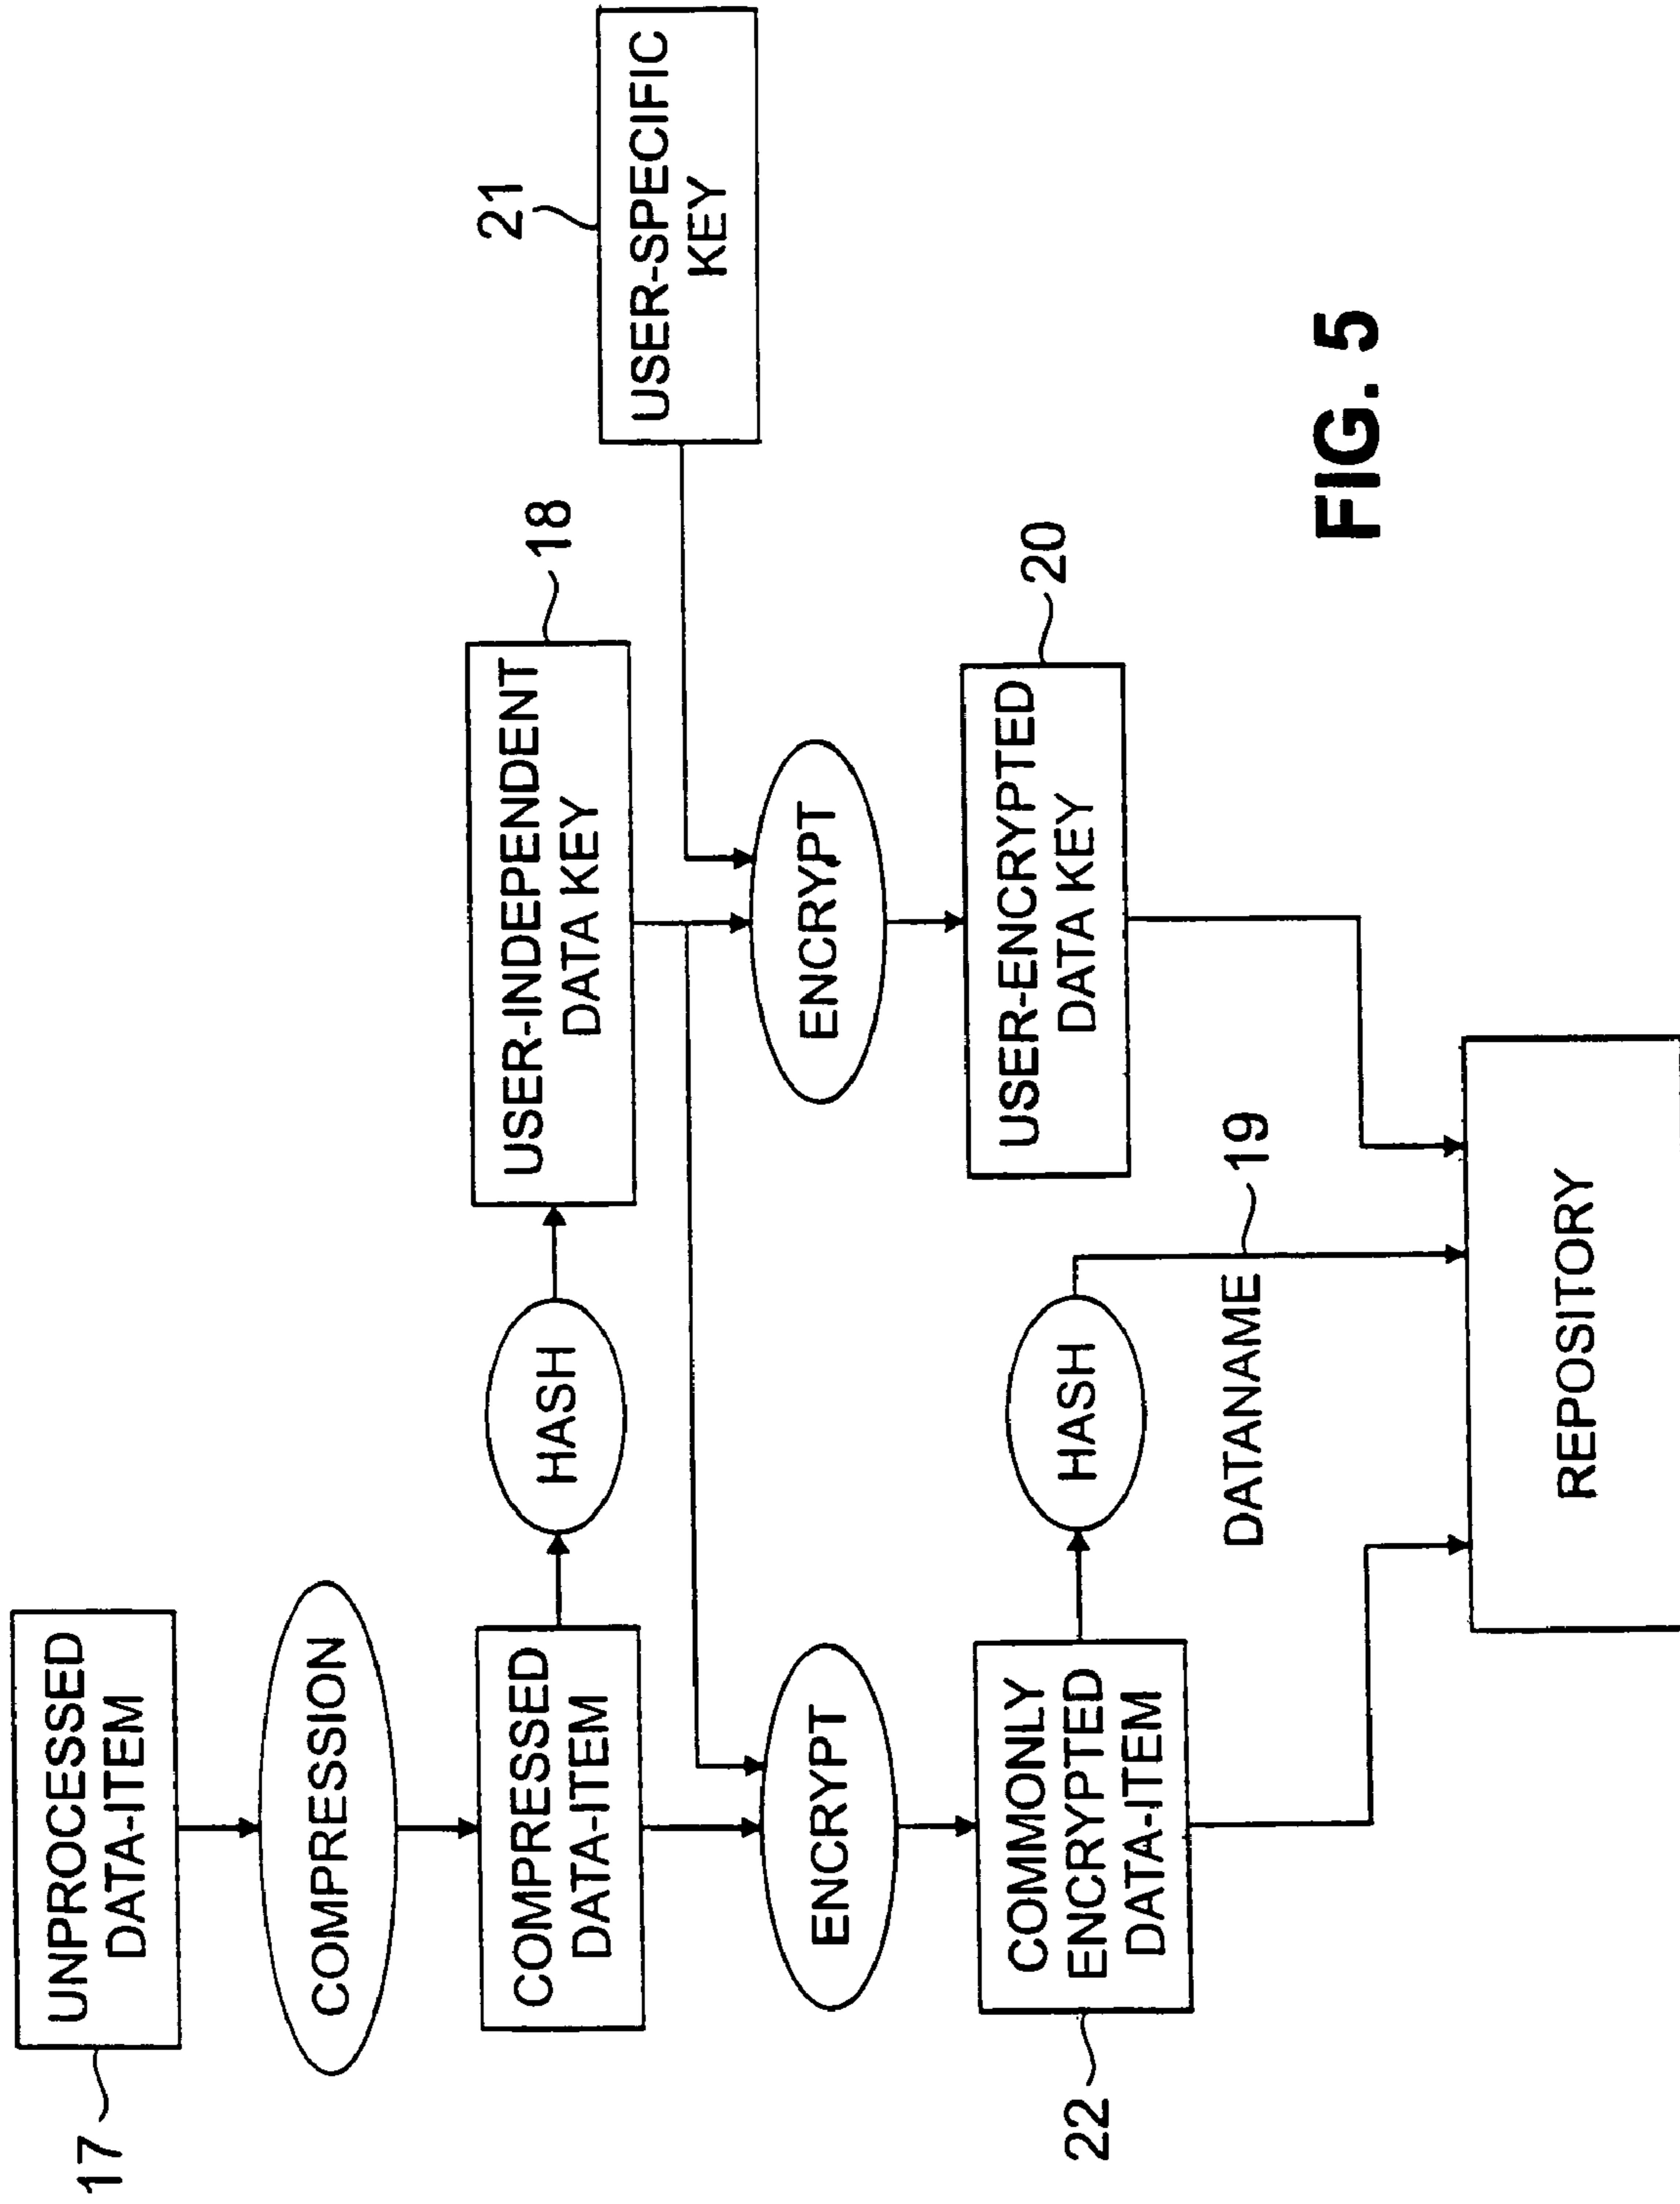 17
UNPROCESSED
DATA-ITEM
COMPRESSION
COMPRESSED
DATA-ITEM
HASH
USER-INDEPENDENT
DATA KEY
18
21
USER-SPECIFIC
KEY
ENCRYPT
ENCRYPT
22
COMMONLY
ENCRYPTED
DATA-ITEM
HASH
USER-ENCRYPTED
DATA KEY
20
DATANAME
19
REPOSITORY
FIG. 5